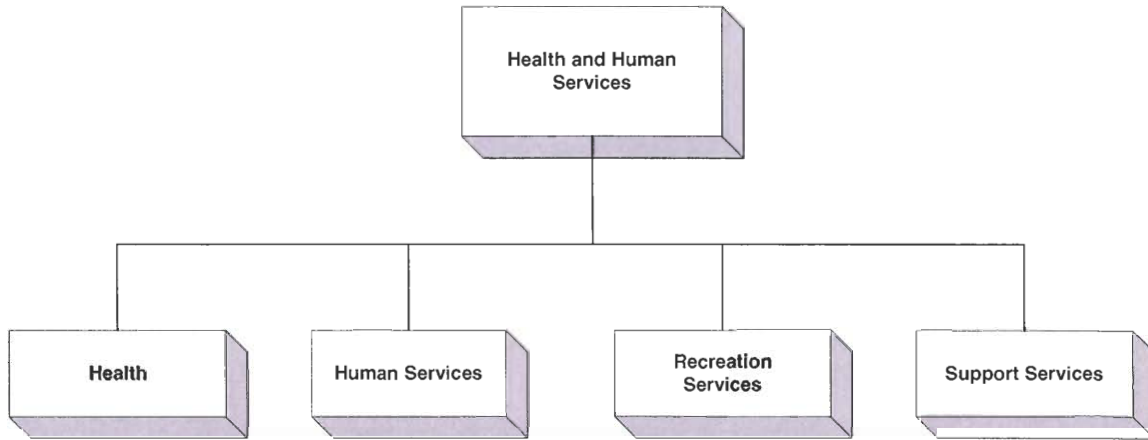 Health and Human
Services
Health
Human Services
Recreation
Services
Support Services